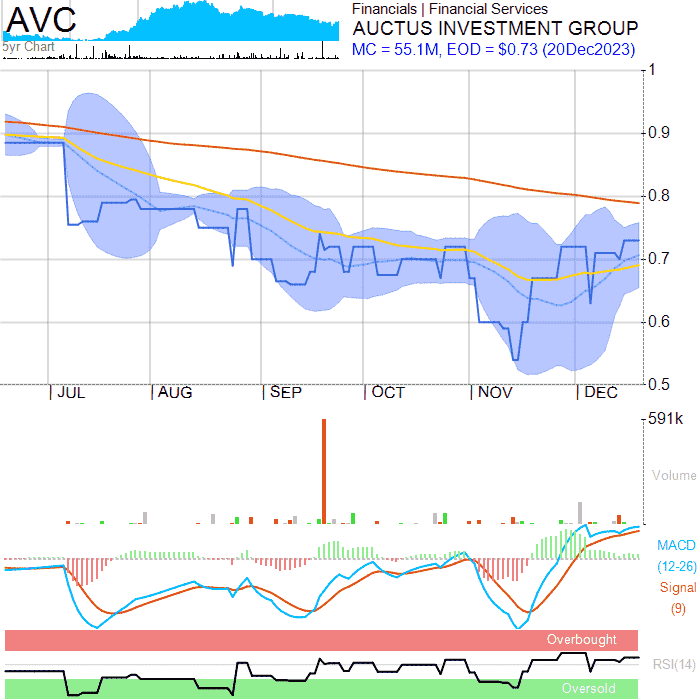 AVC
5yr Chart
Financials | Financial Services
AUCTUS INVESTMENT GROUP
MC = 55.1M, EOD = $0.73 (20Dec2023)
1
0.9
0.8
0.7
0.6
0.5
JUL AUG SEP OCT NOV DEC
591k
Volume
MACD
(12-26)
Signal
(9)
Overbought
RSI(14)
Oversold